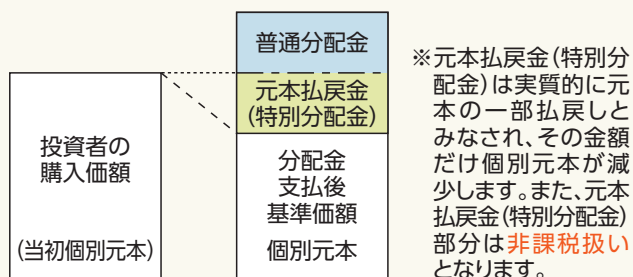 普通分配金
元本払戻金
(特別分配金)
投資者の
購入価額
(当初個別元本)
分配金
支払後
基準価額
個別元本
※元本払戻金(特別分
配金)は実質的に元
本の一部払戻しと
みなされ、その金額
だけ個別元本が減
少します。また、元本
払戻金(特別分配金)
部分は非課税扱い
となります。